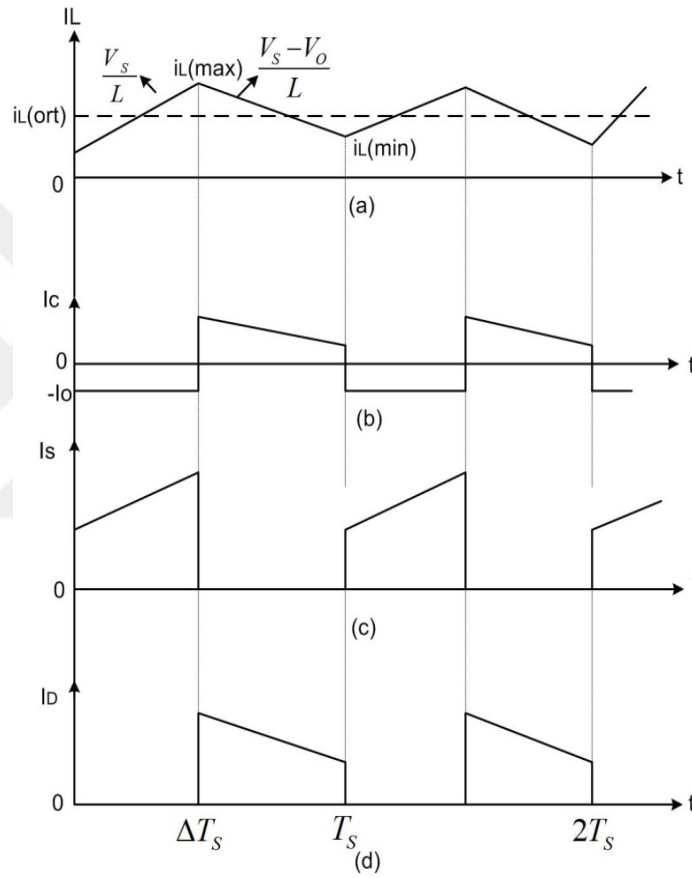 IL
V_s / L
iL(max)
V_s – V_O / L
iL(ort)
iL(min)
0
t
(a)
Ic
0
t
-Io
(b)
Is
0
(c)
ID
0
t
ΔT_S
T_S
2T_S
(d)